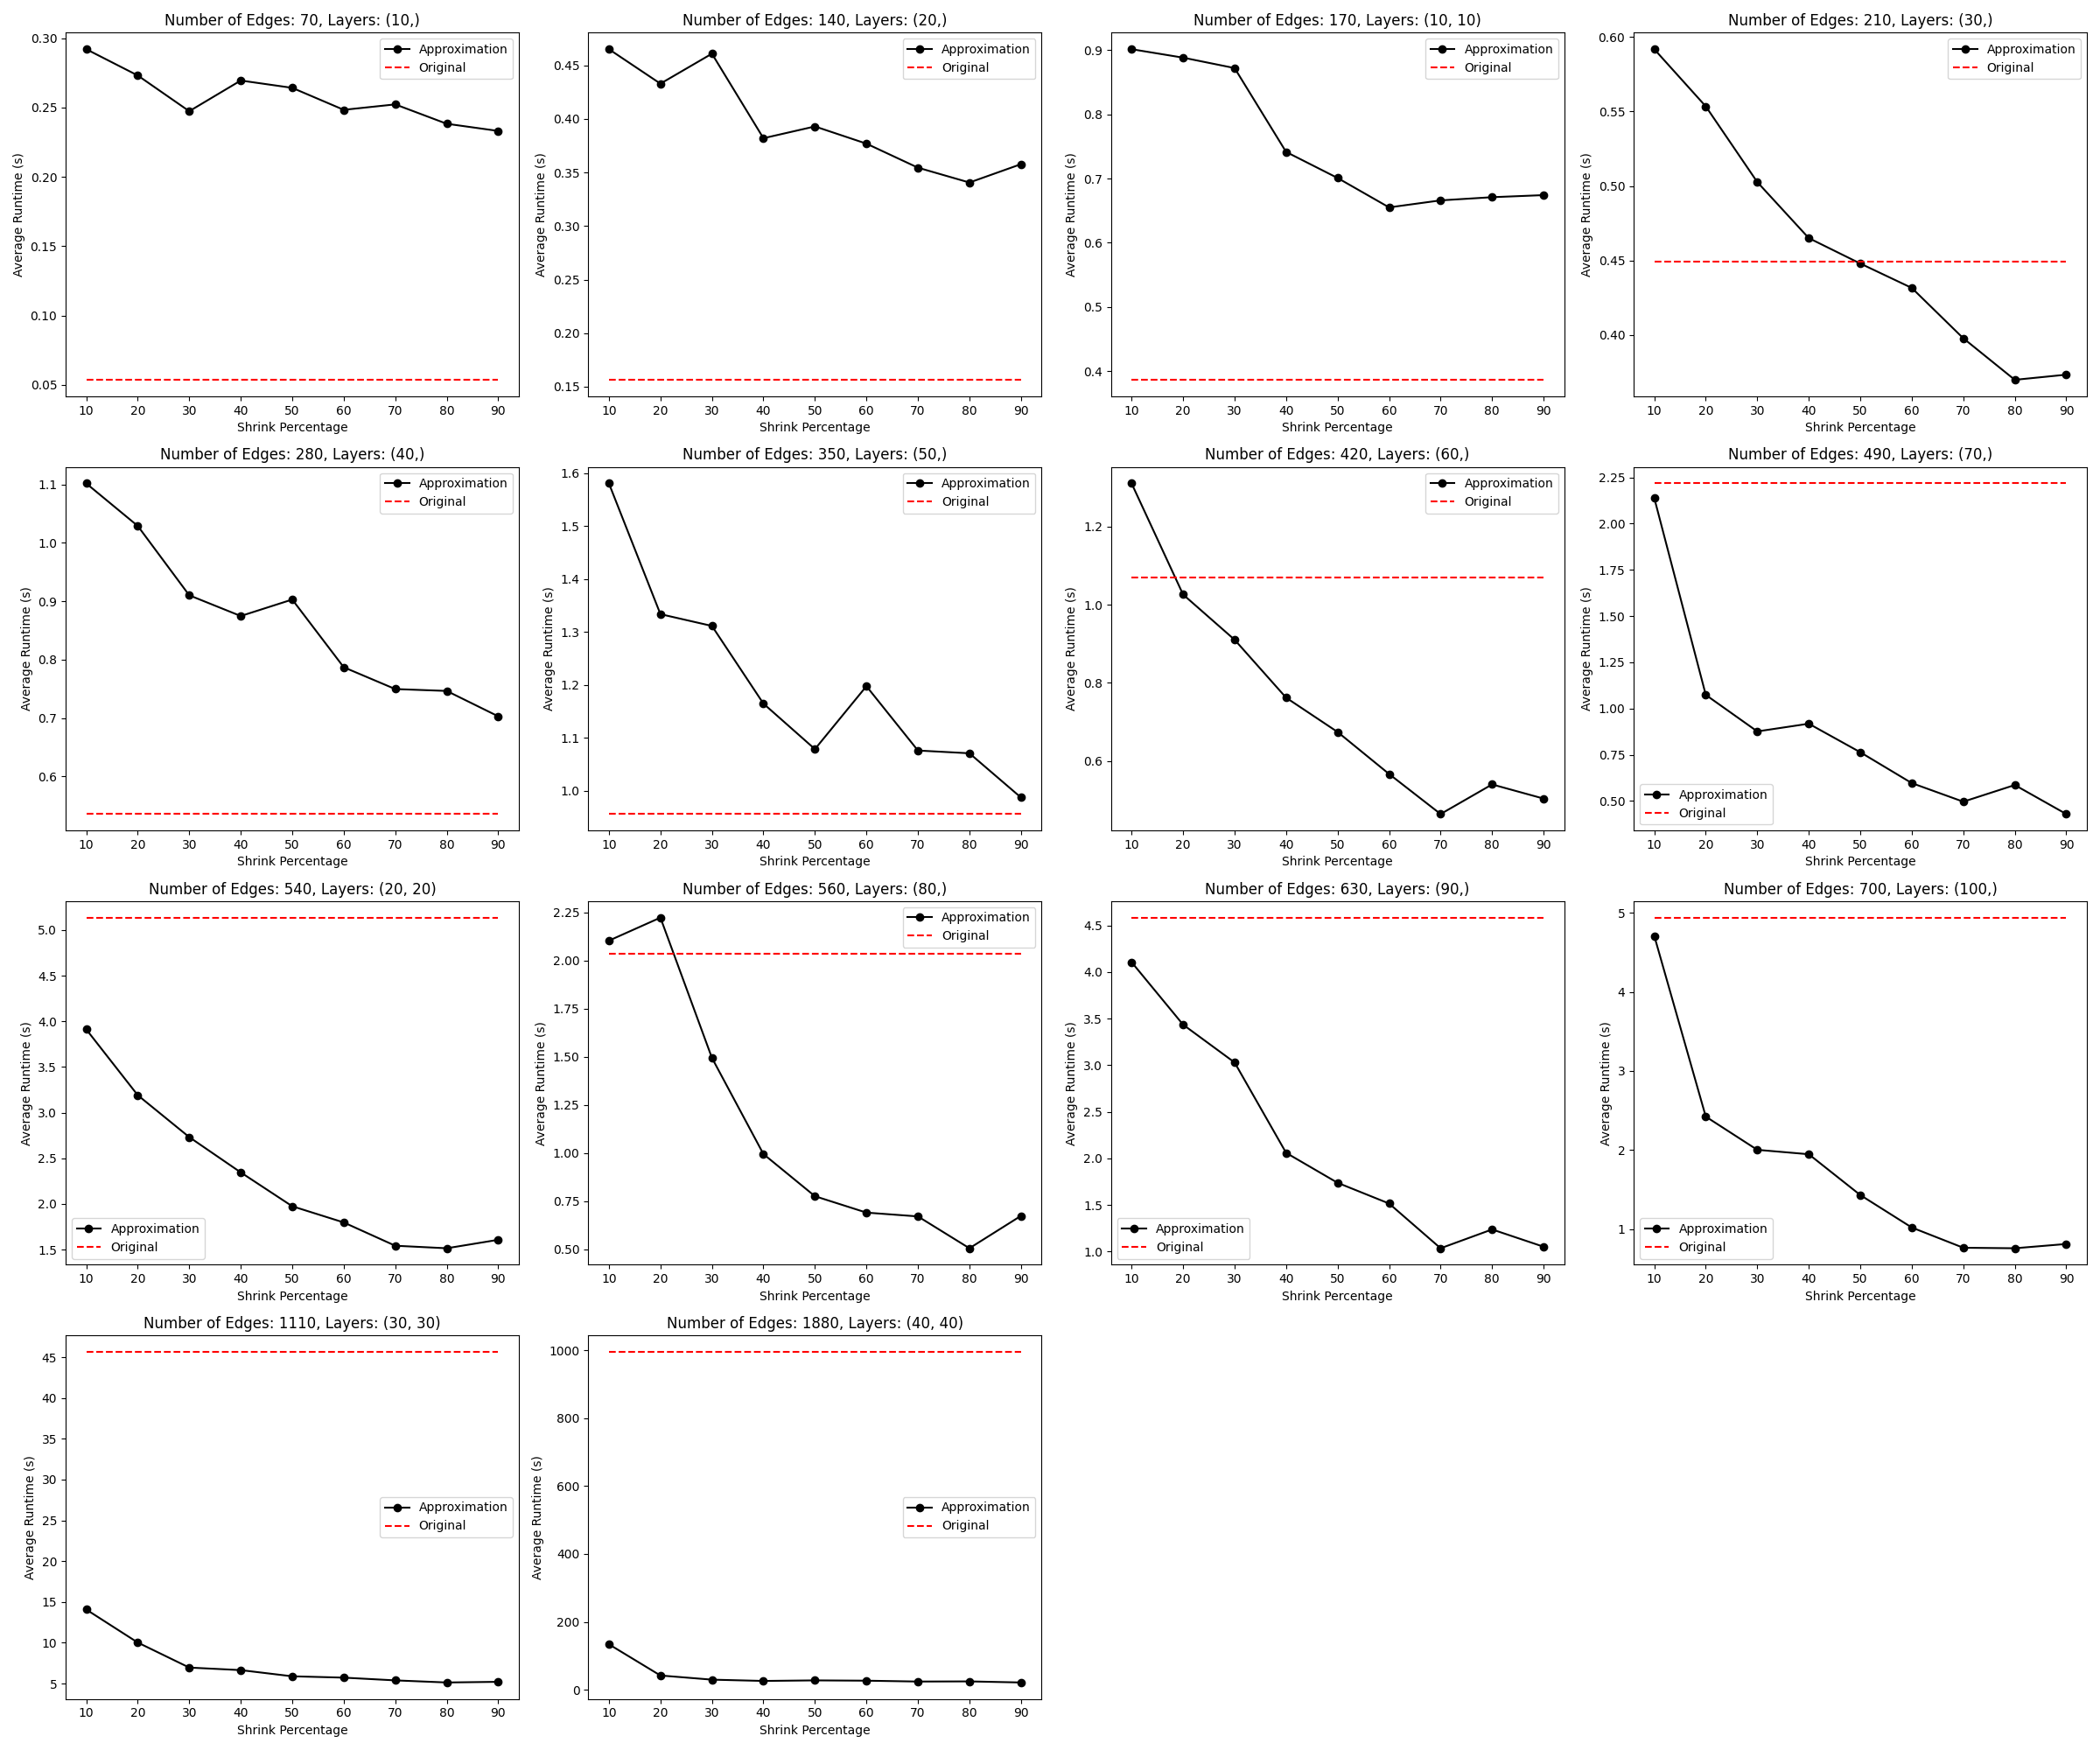 Number of Edges: 70, Layers: (10,)
Average Runtime (s)
0.30
0.25
0.20
0.15
0.10
0.05
Approximation
Original
10 20 30 40 50 60 70 80 90
Shrink Percentage
Number of Edges: 140, Layers: (20,)
Average Runtime (s)
0.45
0.40
0.35
0.30
0.25
0.20
0.15
Approximation
Original
10 20 30 40 50 60 70 80 90
Shrink Percentage
Number of Edges: 170, Layers: (10, 10)
Average Runtime (s)
0.9
0.8
0.7
0.6
0.5
0.4
Approximation
Original
10 20 30 40 50 60 70 80 90
Shrink Percentage
Number of Edges: 210, Layers: (30,)
Average Runtime (s)
0.60
0.55
0.50
0.45
0.40
Approximation
Original
10 20 30 40 50 60 70 80 90
Shrink Percentage
Number of Edges: 280, Layers: (40,)
Average Runtime (s)
1.1
1.0
0.9
0.8
0.7
0.6
Approximation
Original
10 20 30 40 50 60 70 80 90
Shrink Percentage
Number of Edges: 350, Layers: (50,)
Average Runtime (s)
1.6
1.5
1.4
1.3
1.2
1.1
1.0
Approximation
Original
10 20 30 40 50 60 70 80 90
Shrink Percentage
Number of Edges: 420, Layers: (60,)
Average Runtime (s)
1.2
1.0
0.8
0.6
Approximation
Original
10 20 30 40 50 60 70 80 90
Shrink Percentage
Number of Edges: 490, Layers: (70,)
Average Runtime (s)
2.25
2.00
1.75
1.50
1.25
1.00
0.75
0.50
Approximation
Original
10 20 30 40 50 60 70 80 90
Shrink Percentage
Number of Edges: 540, Layers: (20, 20)
Average Runtime (s)
5.0
4.5
4.0
3.5
3.0
2.5
2.0
1.5
Approximation
Original
10 20 30 40 50 60 70 80 90
Shrink Percentage
Number of Edges: 560, Layers: (80,)
Average Runtime (s)
2.25
2.00
1.75
1.50
1.25
1.00
0.75
0.50
Approximation
Original
10 20 30 40 50 60 70 80 90
Shrink Percentage
Number of Edges: 630, Layers: (90,)
Average Runtime (s)
4.5
4.0
3.5
3.0
2.5
2.0
1.5
1.0
Approximation
Original
10 20 30 40 50 60 70 80 90
Shrink Percentage
Number of Edges: 700, Layers: (100,)
Average Runtime (s)
5
4
3
2
1
Approximation
Original
10 20 30 40 50 60 70 80 90
Shrink Percentage
Number of Edges: 1110, Layers: (30, 30)
Average Runtime (s)
45
40
35
30
25
20
15
10
5
Approximation
Original
10 20 30 40 50 60 70 80 90
Shrink Percentage
Number of Edges: 1880, Layers: (40, 40)
Average Runtime (s)
1000
800
600
400
200
0
Approximation
Original
10 20 30 40 50 60 70 80 90
Shrink Percentage